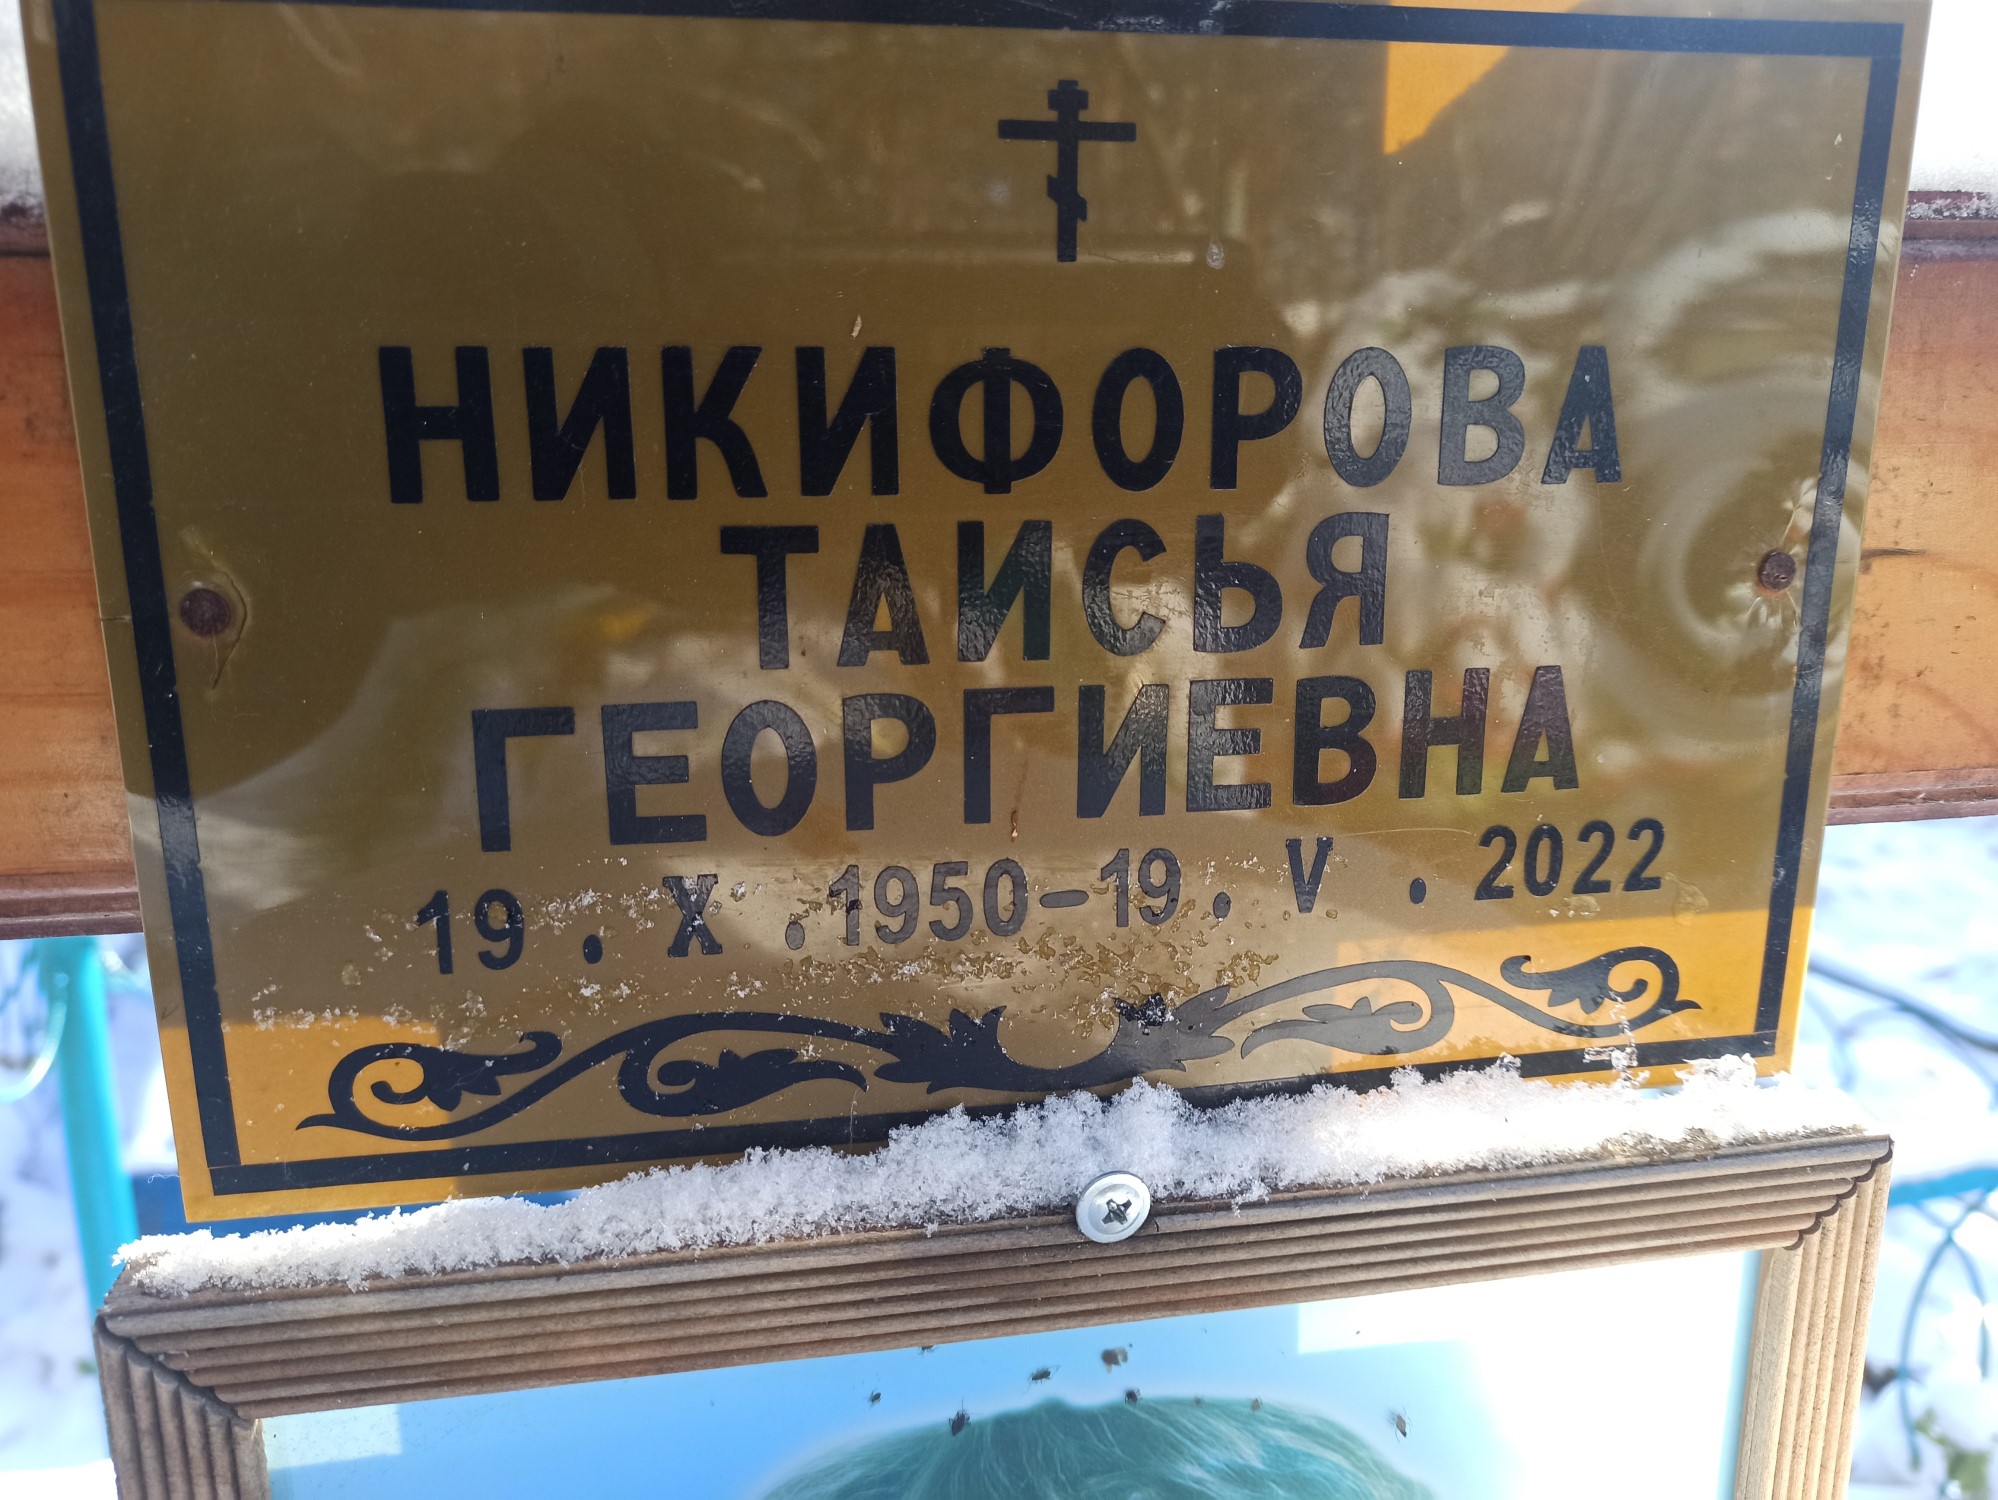 НИКИФОРОВА
ТАИСЬЯ
ГЕОРГИЕВНА
19.X.1950-19.V.2022